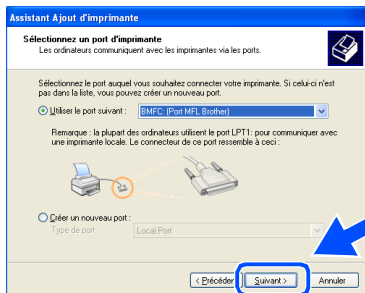 Assistant Ajout d'imprimante
Sélectionnez un port d'imprimante
Les ordinateurs communiquent avec les imprimantes via les ports.
Sélectionnez le port auquel vous souhaitez connecter votre imprimante. Si celui-ci n'est
pas dans la liste, vous pouvez créer un nouveau port.
Utiliser le port suivant : BMFC: (Port MFL Brother)
Remarque : la plupart des ordinateurs utilisent le port LPT1: pour communiquer avec
une imprimante locale. Le connecteur de ce port ressemble à ceci :
Créer un nouveau port :
Type de port : Local Port
< Précéden Suivant > Annuler